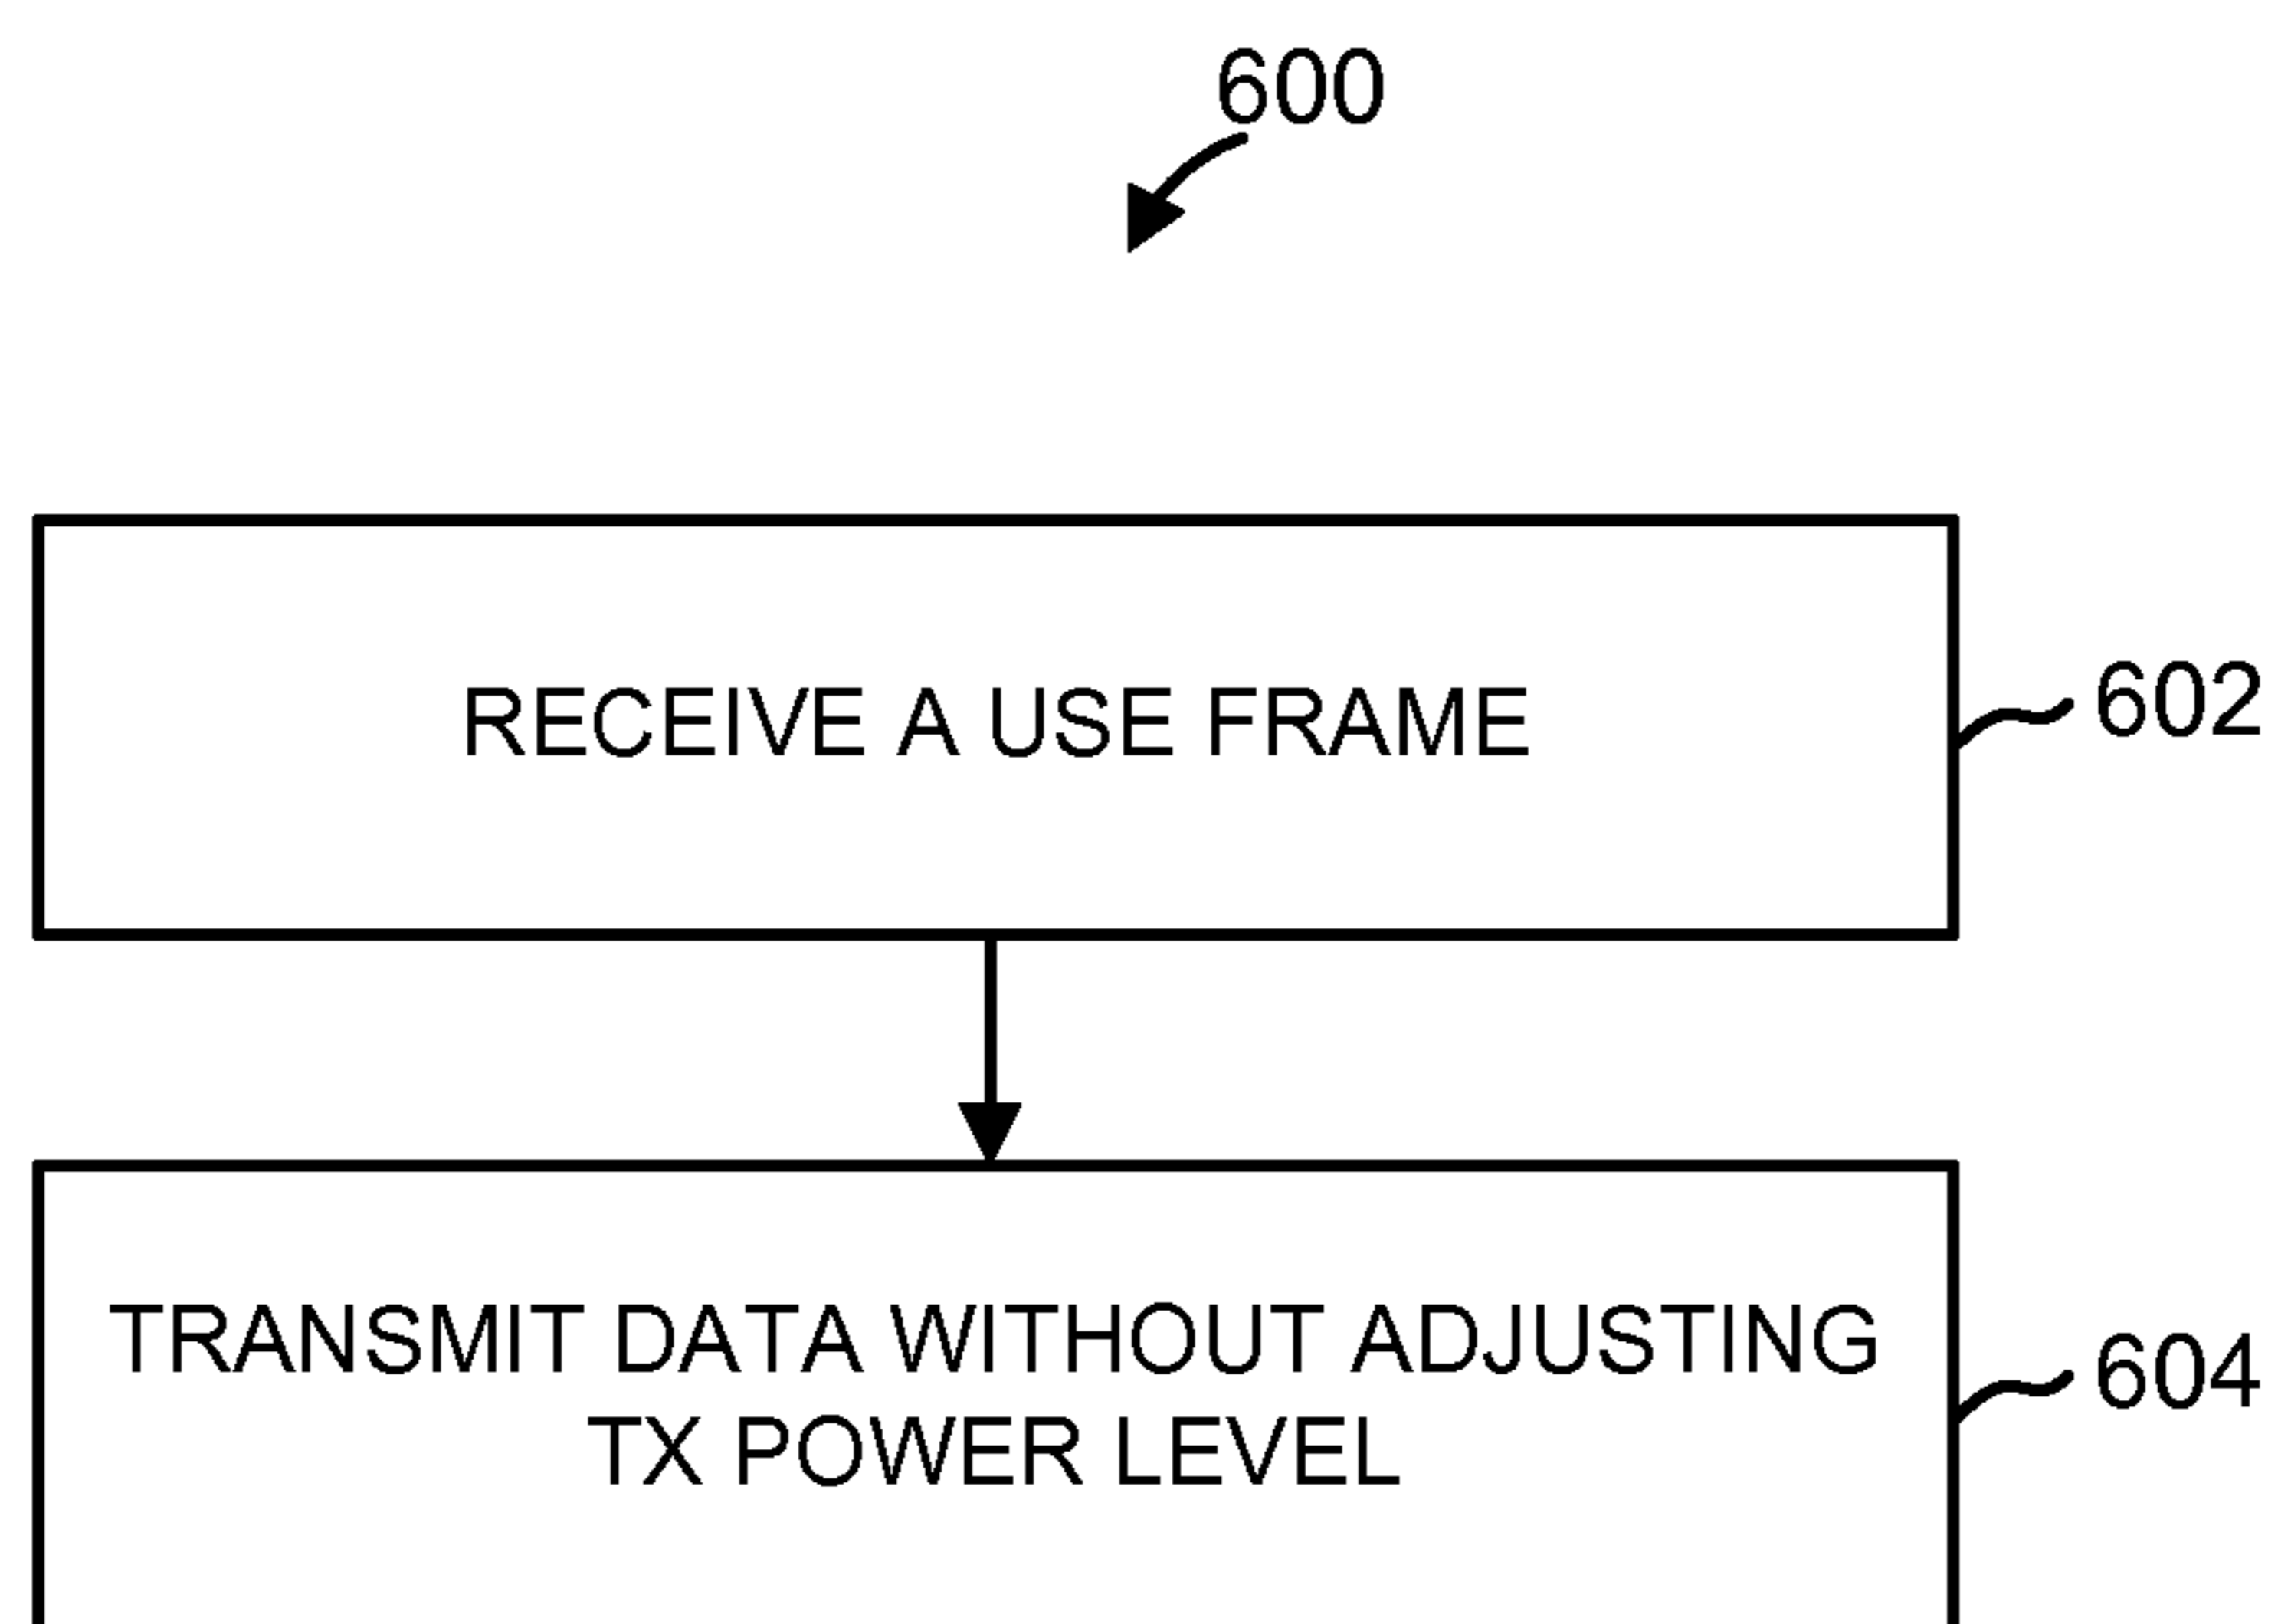 600
RECEIVE A USE FRAME
602
TRANSMIT DATA WITHOUT ADJUSTING
TX POWER LEVEL
604